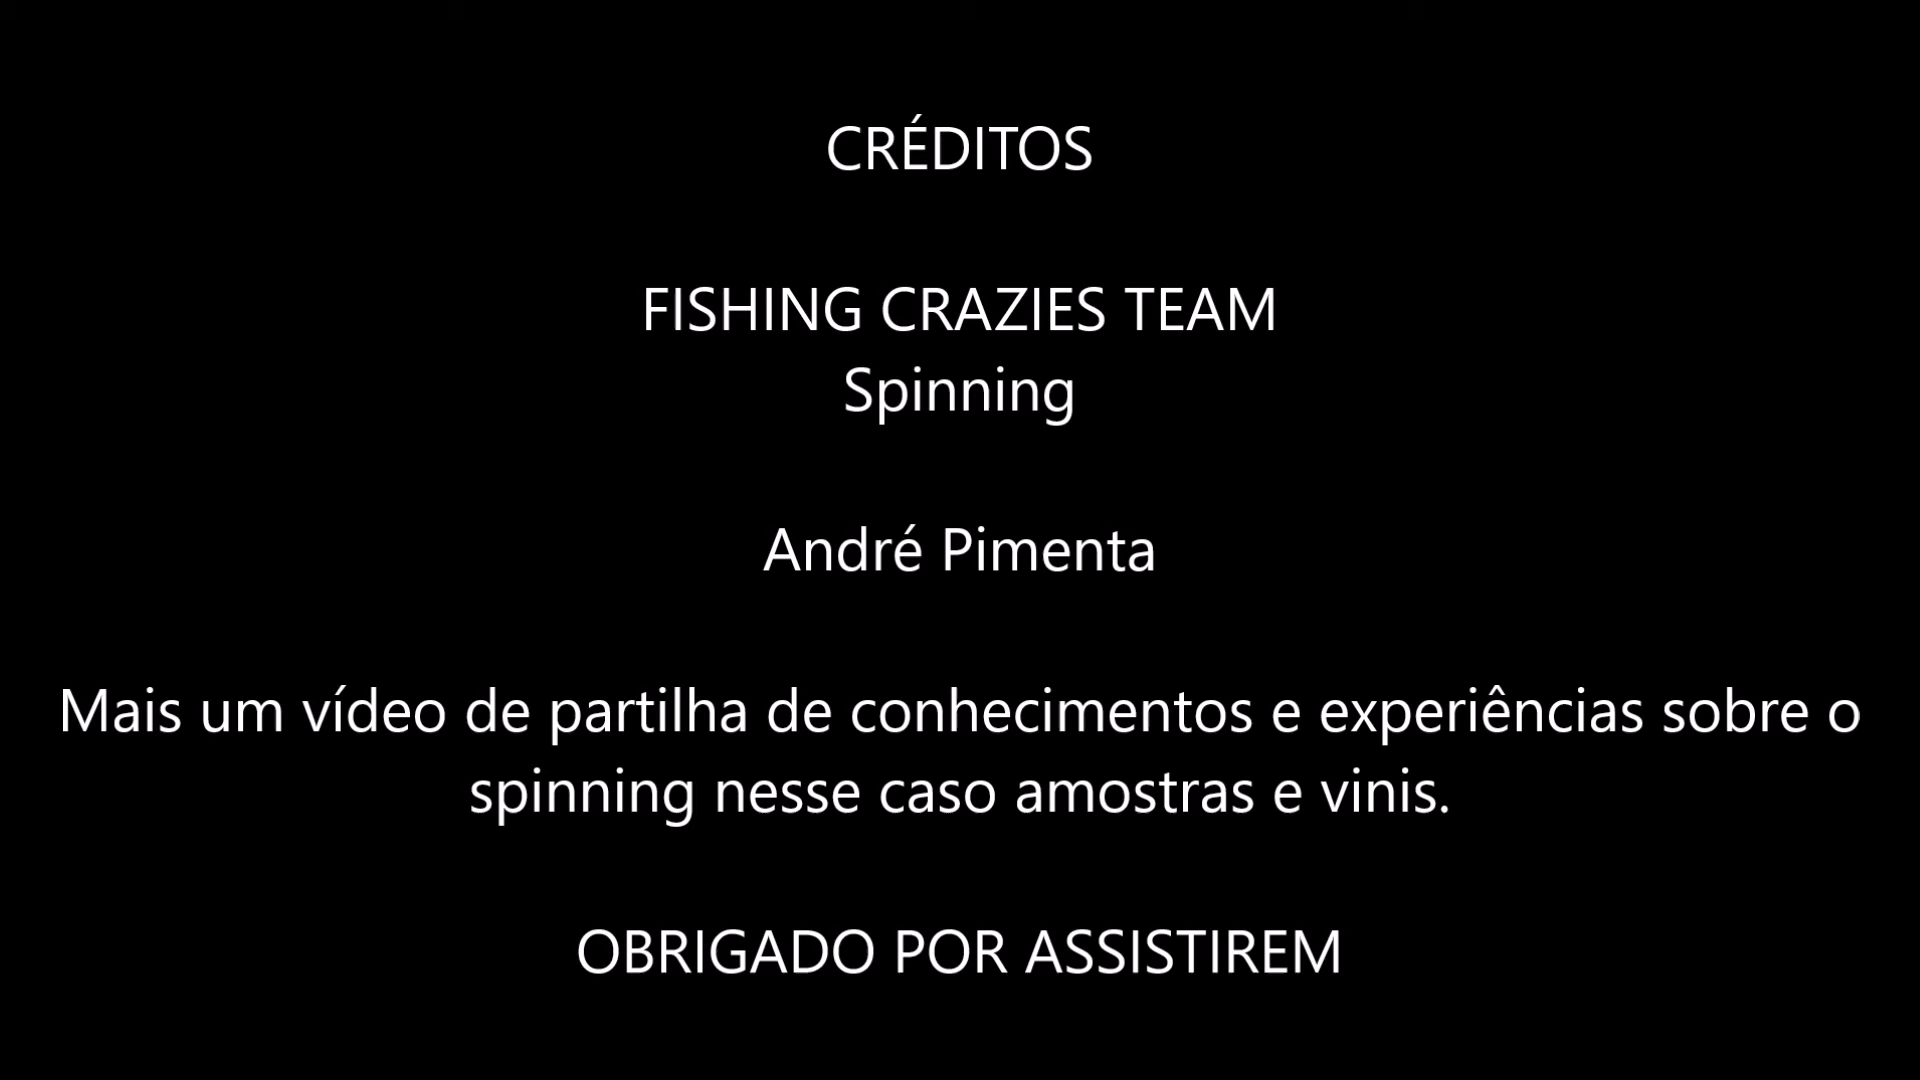 CRÉDITOS
FISHING CRAZIES TEAM
Spinning
André Pimenta
Mais um vídeo de partilha de conhecimentos e experiências sobre o
spinning nesse caso amostras e vinis.
OBRIGADO POR ASSISTIREM